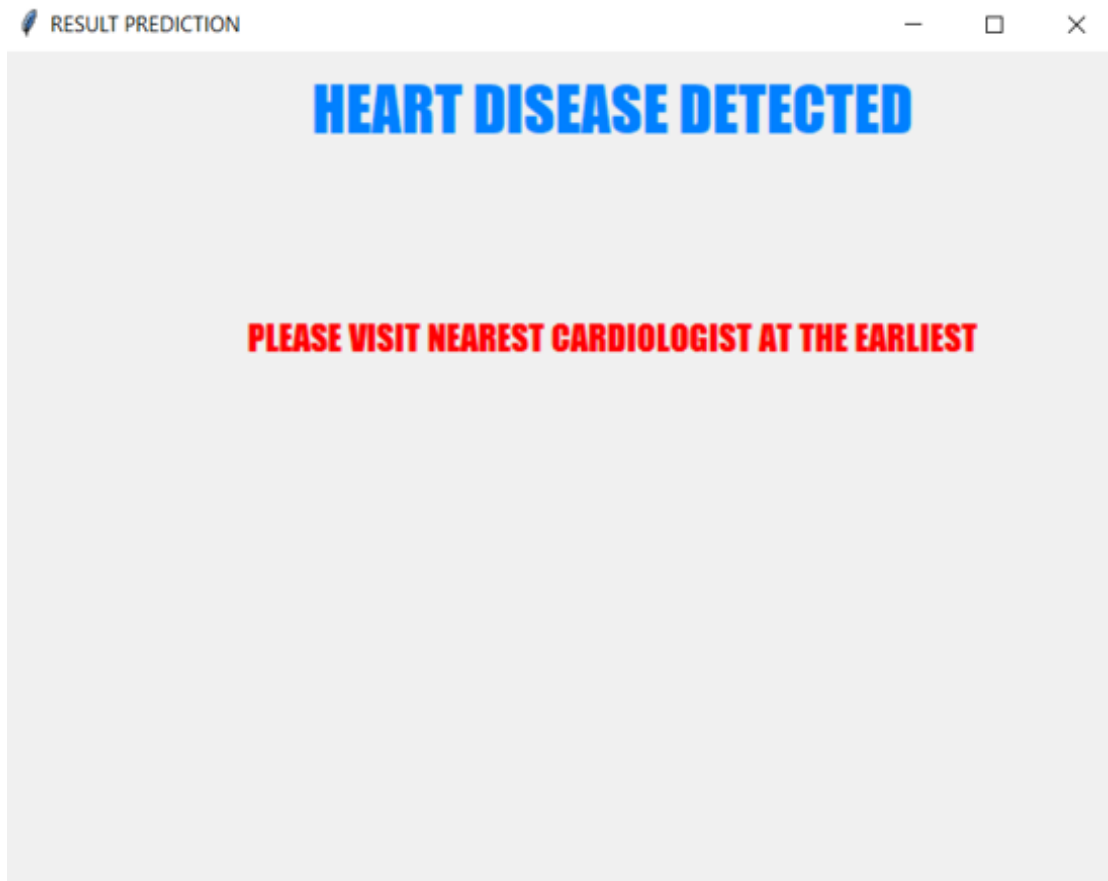 RESULT PREDICTION
HEART DISEASE DETECTED
PLEASE VISIT NEAREST CARDIOLOGIST AT THE EARLIEST